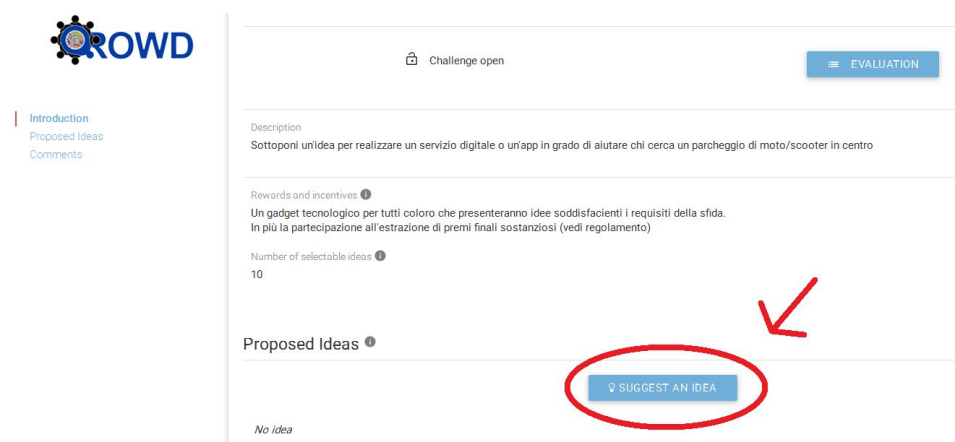 QROWD
Challenge open
EVALUATION
Introduction
Proposed Ideas
Comments
Description
Sottoponi un'idea per realizzare un servizio digitale o un'app in grado di aiutare chi cerca un parcheggio di moto/scooter in centro
Rewards and incentives
Un gadget tecnologico per tutti coloro che presenteranno idee soddisfacienti i requisiti della sfida.
In più la partecipazione all'estrazione di premi finali sostanziosi (vedi regolamento)
Number of selectable ideas
10
Proposed Ideas
SUGGEST AN IDEA
No idea